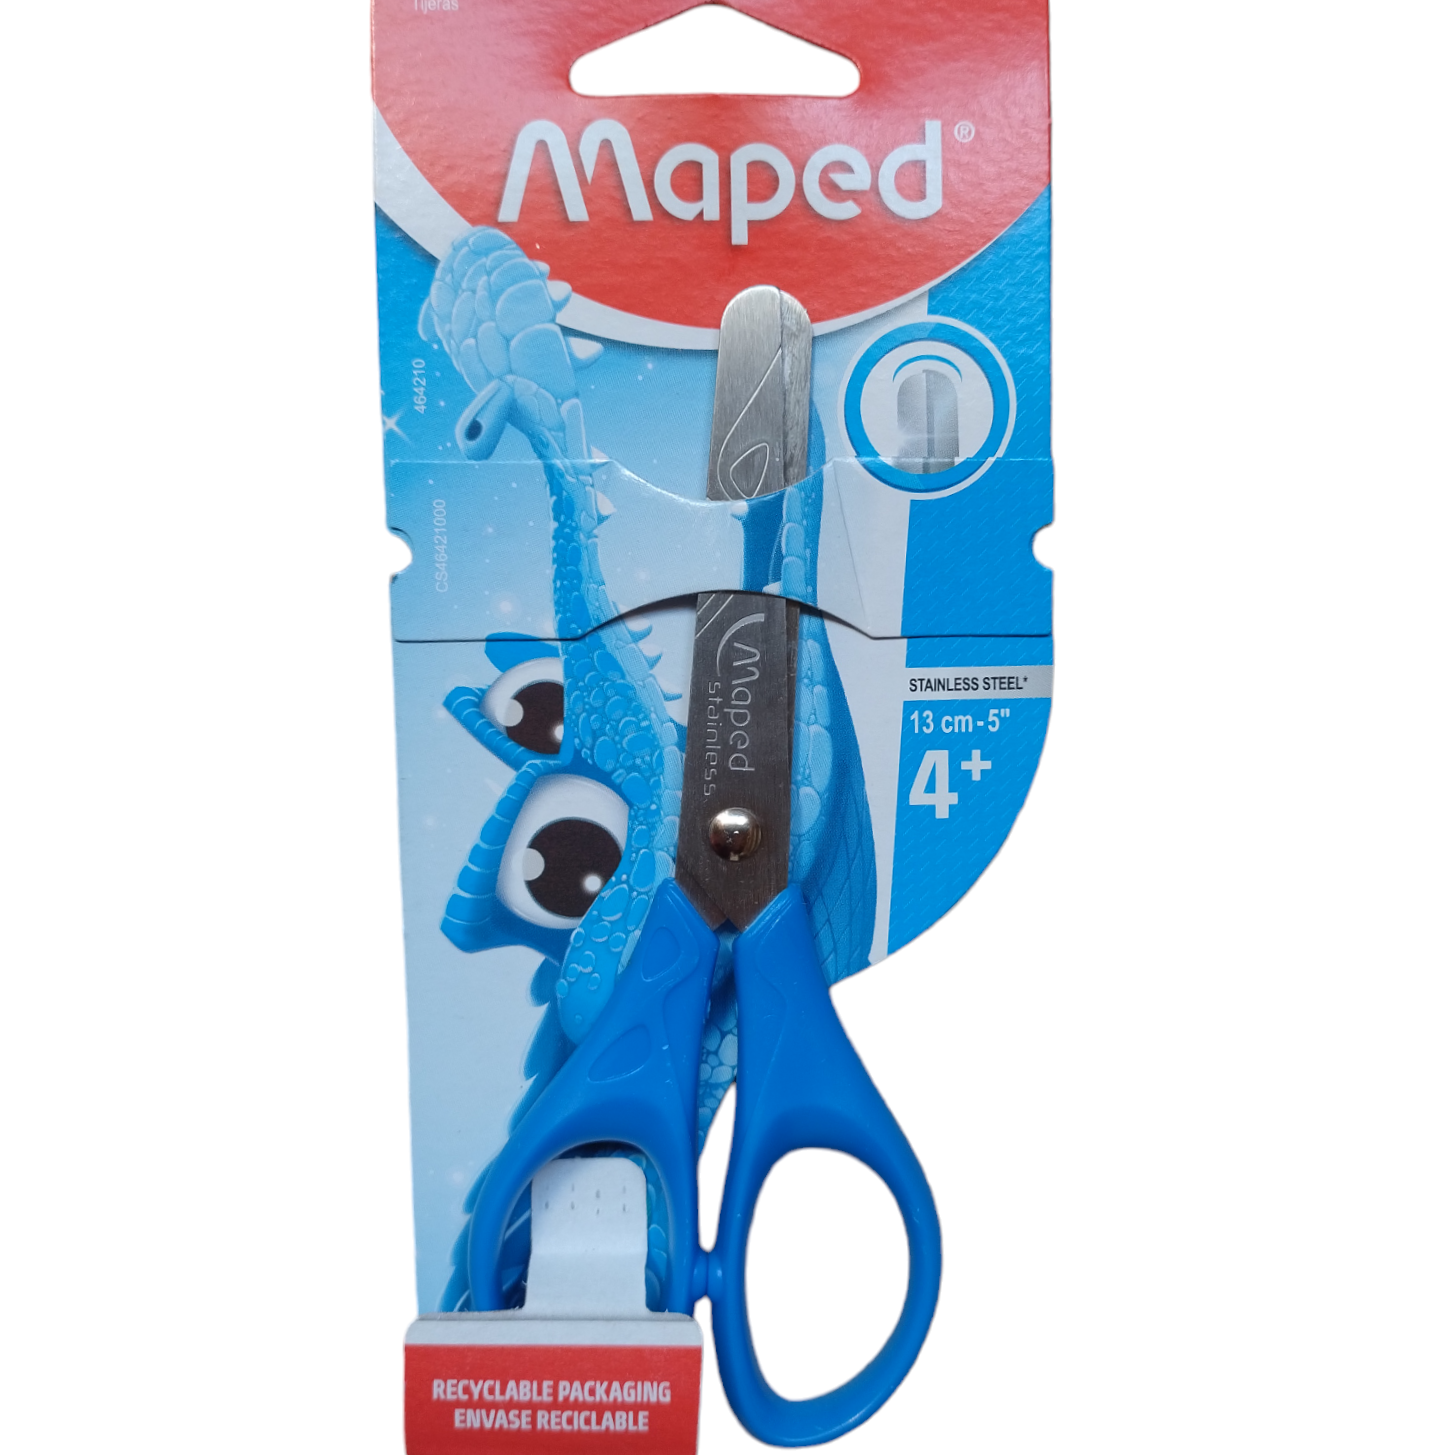 Tijeras
Maped®
464210
CS46421000
Maped
stainless
STAINLESS STEEL*
13 cm - 5"
4+
RECYCLABLE PACKAGING
ENVASE RECICLABLE